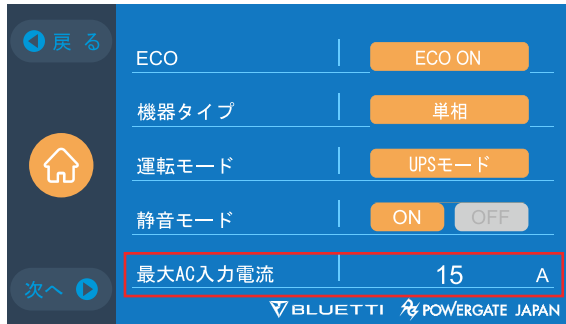 戻 る
ECO ECO ON
機器タイプ 単相
運転モード UPSモード
静音モード ON OFF
最大AC入力電流 15 A
次へ
BLUETTI POWERGATE JAPAN